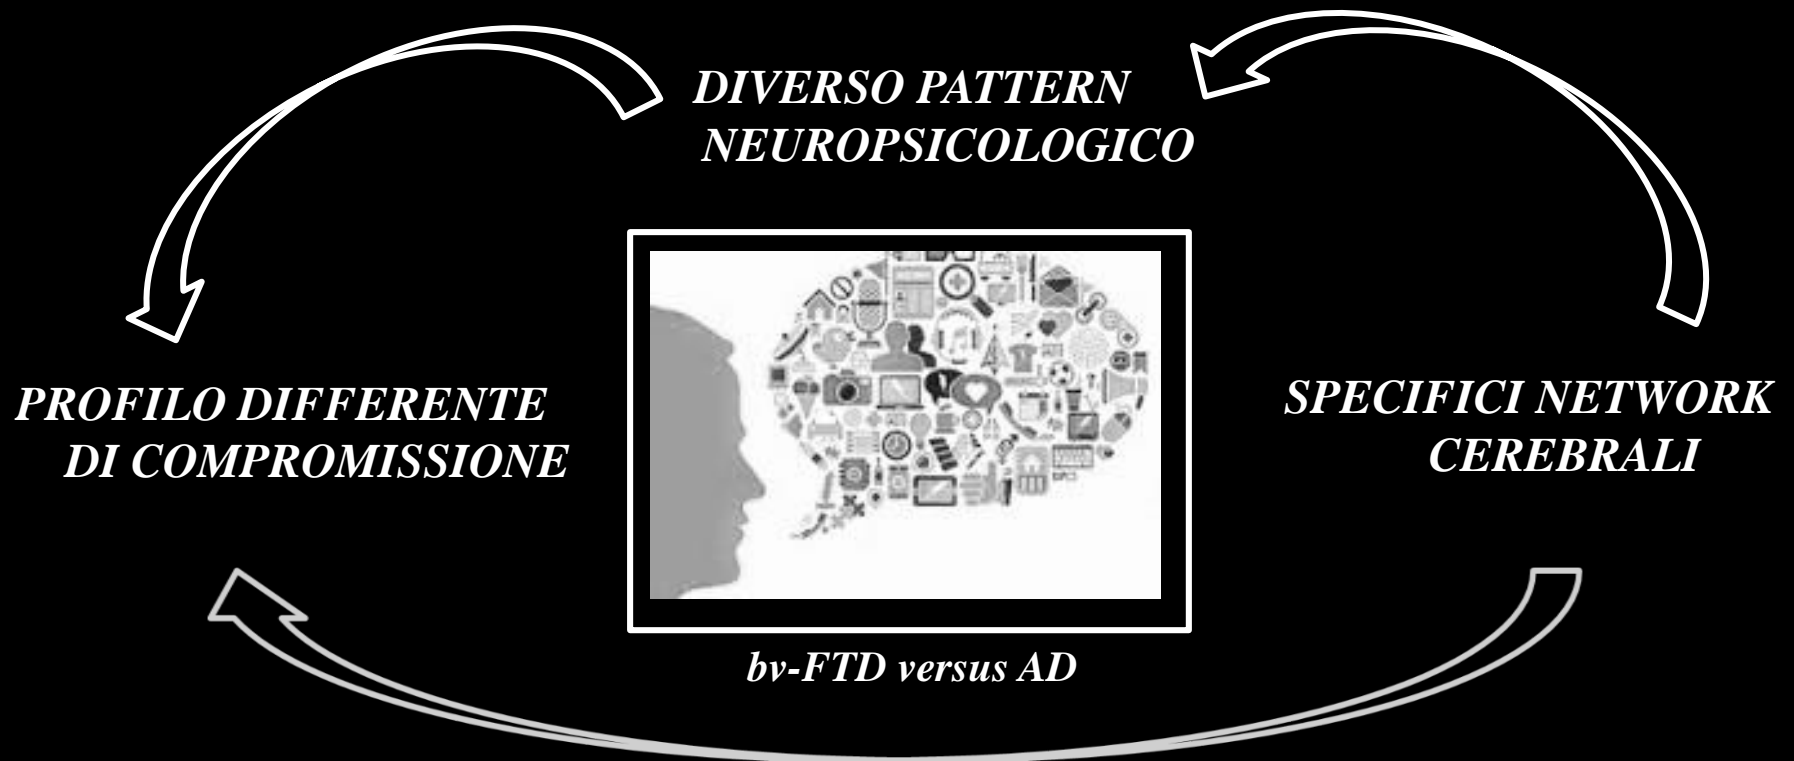 DIVERSO PATTERN
NEUROPSICOLOGICO
PROFILO DIFFERENTE
DI COMPROMISSIONE
SPECIFICI NETWORK
CEREBRALI
bv-FTD versus AD